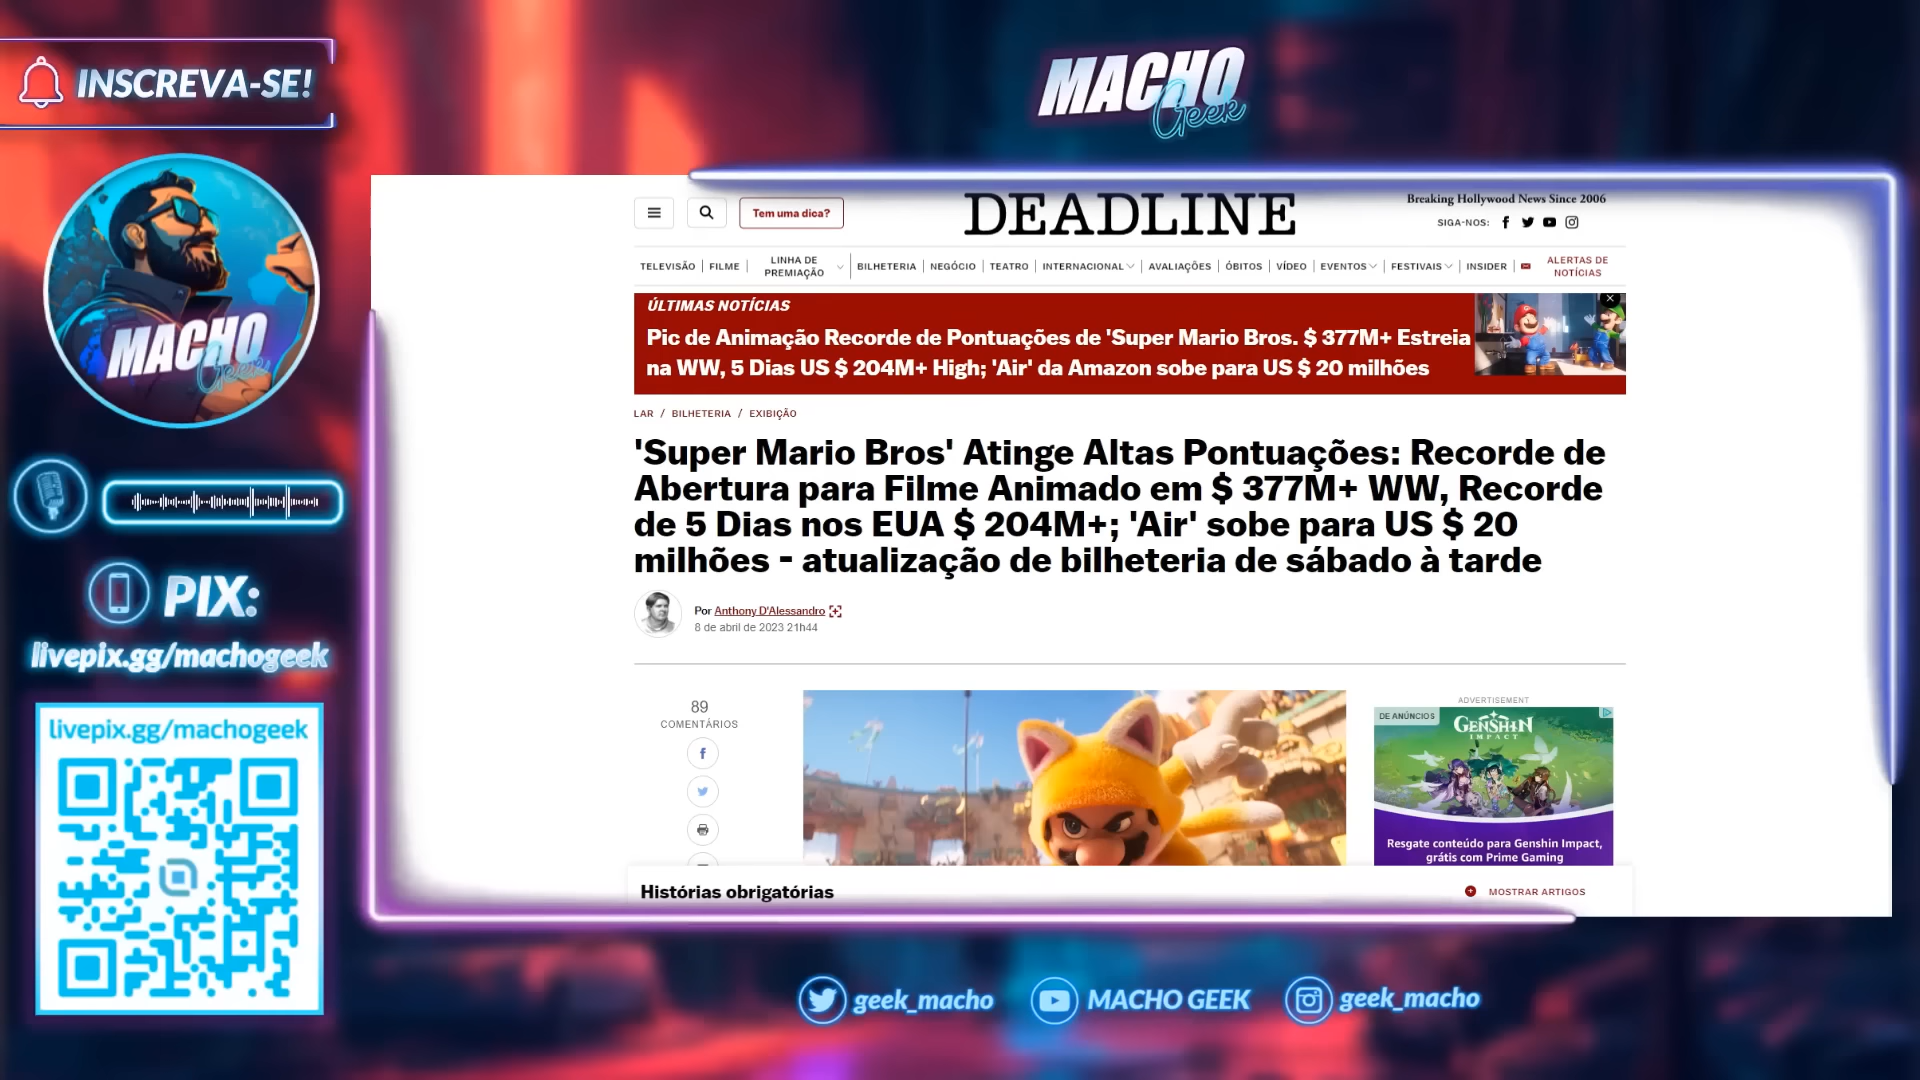 INSCREVA-SE!
MACHO
Geek
MACHO
Geek
PIX:
livepix.gg/machogeek
livepix.gg/machogeek
Tem uma dica?
DEADLINE
Breaking Hollywood News Since 2006
SIGA-NOS:
TELEVISÃO
FILME
LINHA DE
PREMIAÇÃO
BILHETERIA
NEGÓCIO
TEATRO
INTERNACIONAL
AVALIAÇÕES
ÓBITOS
VÍDEO
EVENTOS
FESTIVAIS
INSIDER
ALERTAS DE
NOTÍCIAS
ÚLTIMAS NOTÍCIAS
Pic de Animação Recorde de Pontuações de 'Super Mario Bros. $ 377M+ Estreia
na WW, 5 Dias US $ 204M+ High; 'Air' da Amazon sobe para US $ 20 milhões
LAR / BILHETERIA / EXIBIÇÃO
'Super Mario Bros' Atinge Altas Pontuações: Recorde de
Abertura para Filme Animado em $ 377M+ WW, Recorde
de 5 Dias nos EUA $ 204M+; 'Air' sobe para US $ 20
milhões - atualização de bilheteria de sábado à tarde
Por Anthony D'Alessandro
8 de abril de 2023 21h44
89
COMENTÁRIOS
ADVERTISEMENT
DE ANÚNCIOS
GENSHIN
IMPACT
Resgate conteúdo para Genshin Impact,
grátis com Prime Gaming
Histórias obrigatórias
MOSTRAR ARTIGOS
geek_macho
MACHO GEEK
geek_macho